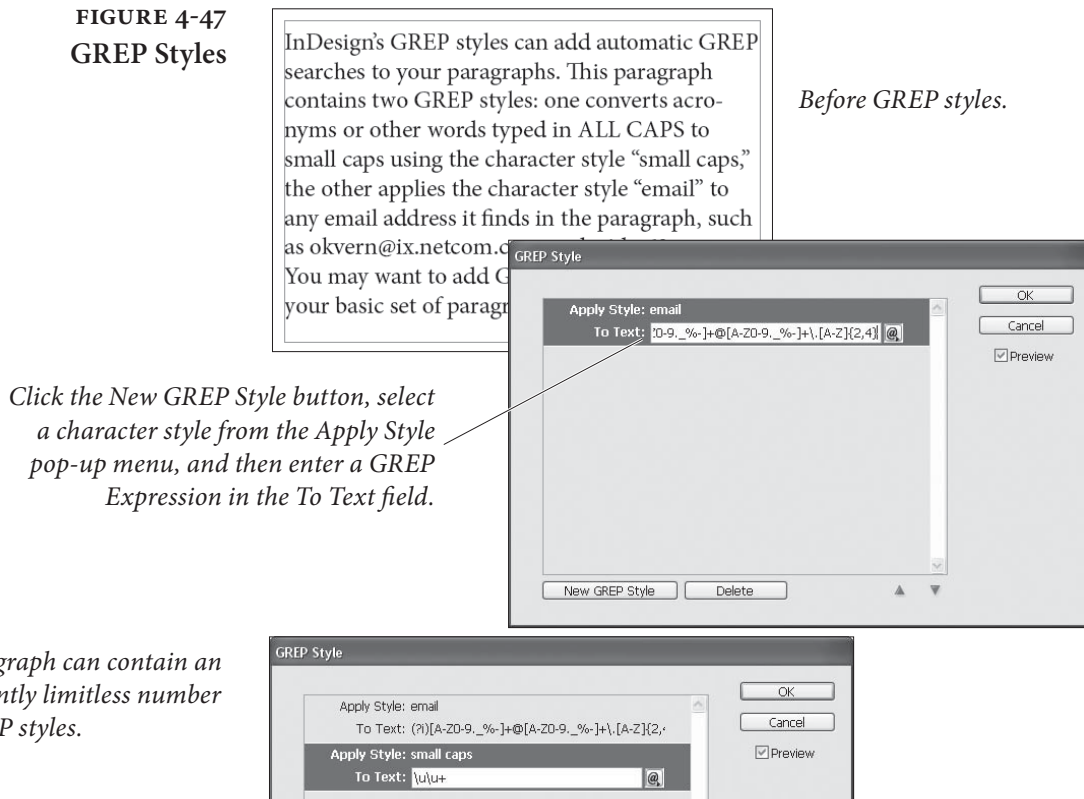 FIGURE 4-47
GREP Styles
InDesign’s GREP styles can add automatic GREP
searches to your paragraphs. This paragraph
contains two GREP styles: one converts acro-
nyms or other words typed in ALL CAPS to
small caps using the character style “small caps,”
the other applies the character style “email” to
any email address it finds in the paragraph, such
as okvern@ix.netcom.c
You may want to add G
your basic set of paragr
Before GREP styles.
GREP Style
Apply Style: email
To Text: 0-9._%-]+@[A-Z0-9._%-]+\.[A-Z]{2,4}
OK
Cancel
Preview
New GREP Style Delete
Click the New GREP Style button, select
a character style from the Apply Style
pop-up menu, and then enter a GREP
Expression in the To Text field.
graph can contain an
ntly limitless number
P styles.
GREP Style
Apply Style: email
To Text: (?i)[A-Z0-9._%-]+@[A-Z0-9._%-]+\.[A-Z]{2,
Apply Style: small caps
To Text: \u\u+
OK
Cancel
Preview